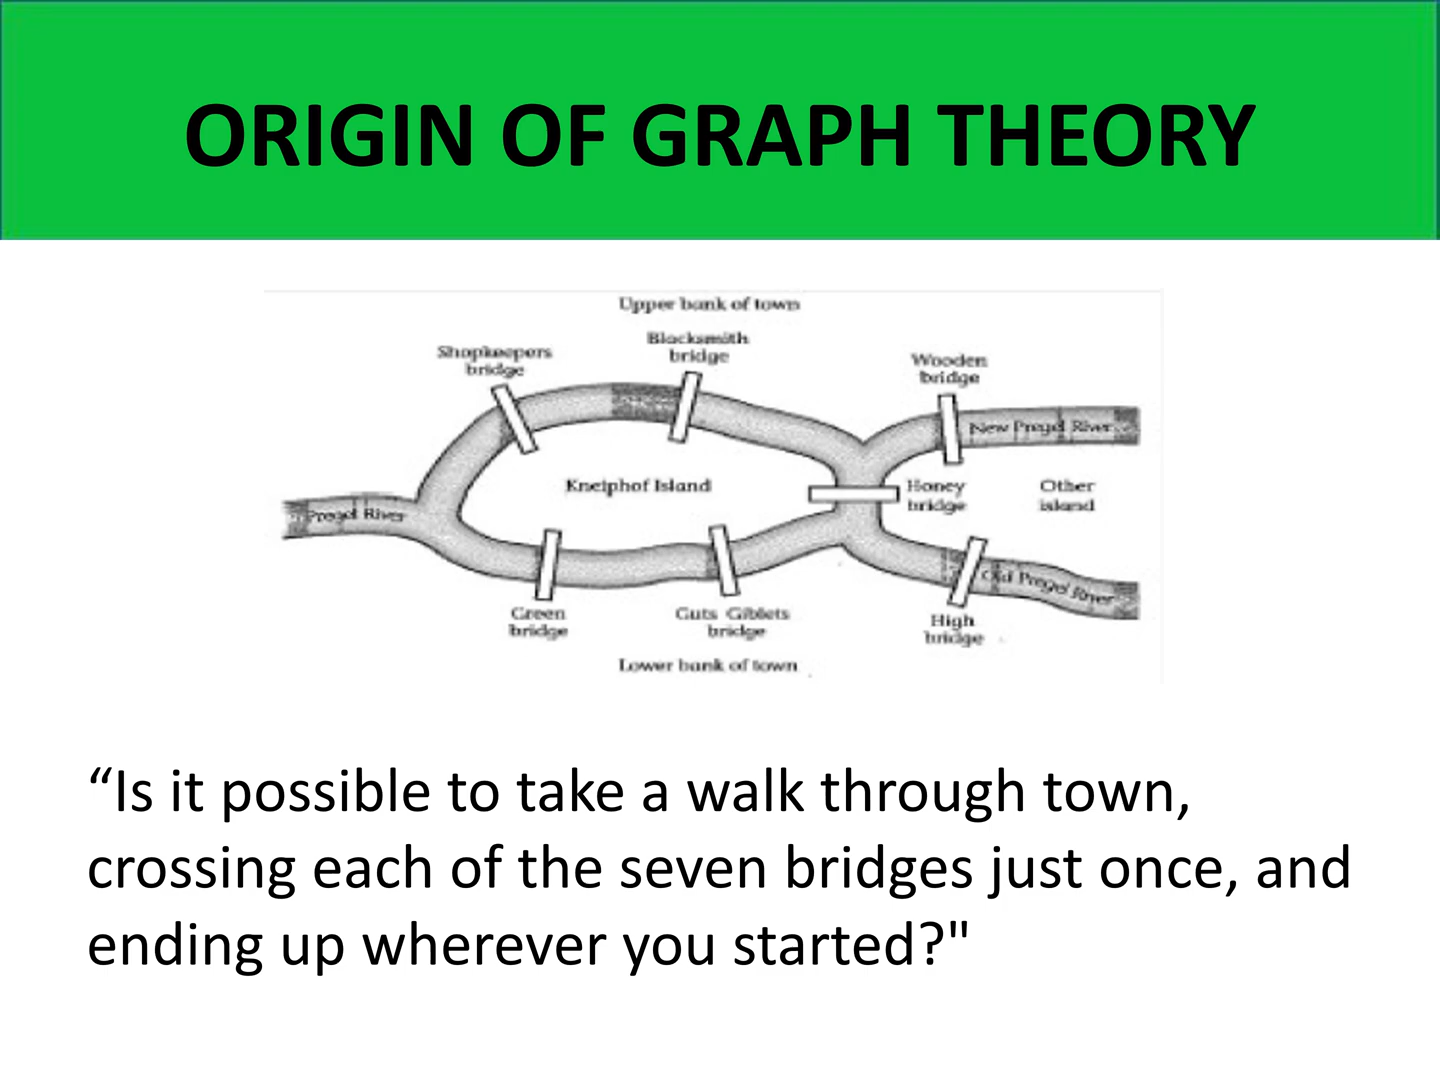 ORIGIN OF GRAPH THEORY
Upper bank of town
Shopkeepers
bridge
Blacksmith
bridge
Wooden
bridge
New Pregel River
Kneiphof Island
Honey
bridge
Other
island
Pregel River
Old Pregel River
Green
bridge
Guts Giblets
bridge
High
bridge
Lower bank of town
“Is it possible to take a walk through town,
crossing each of the seven bridges just once, and
ending up wherever you started?"